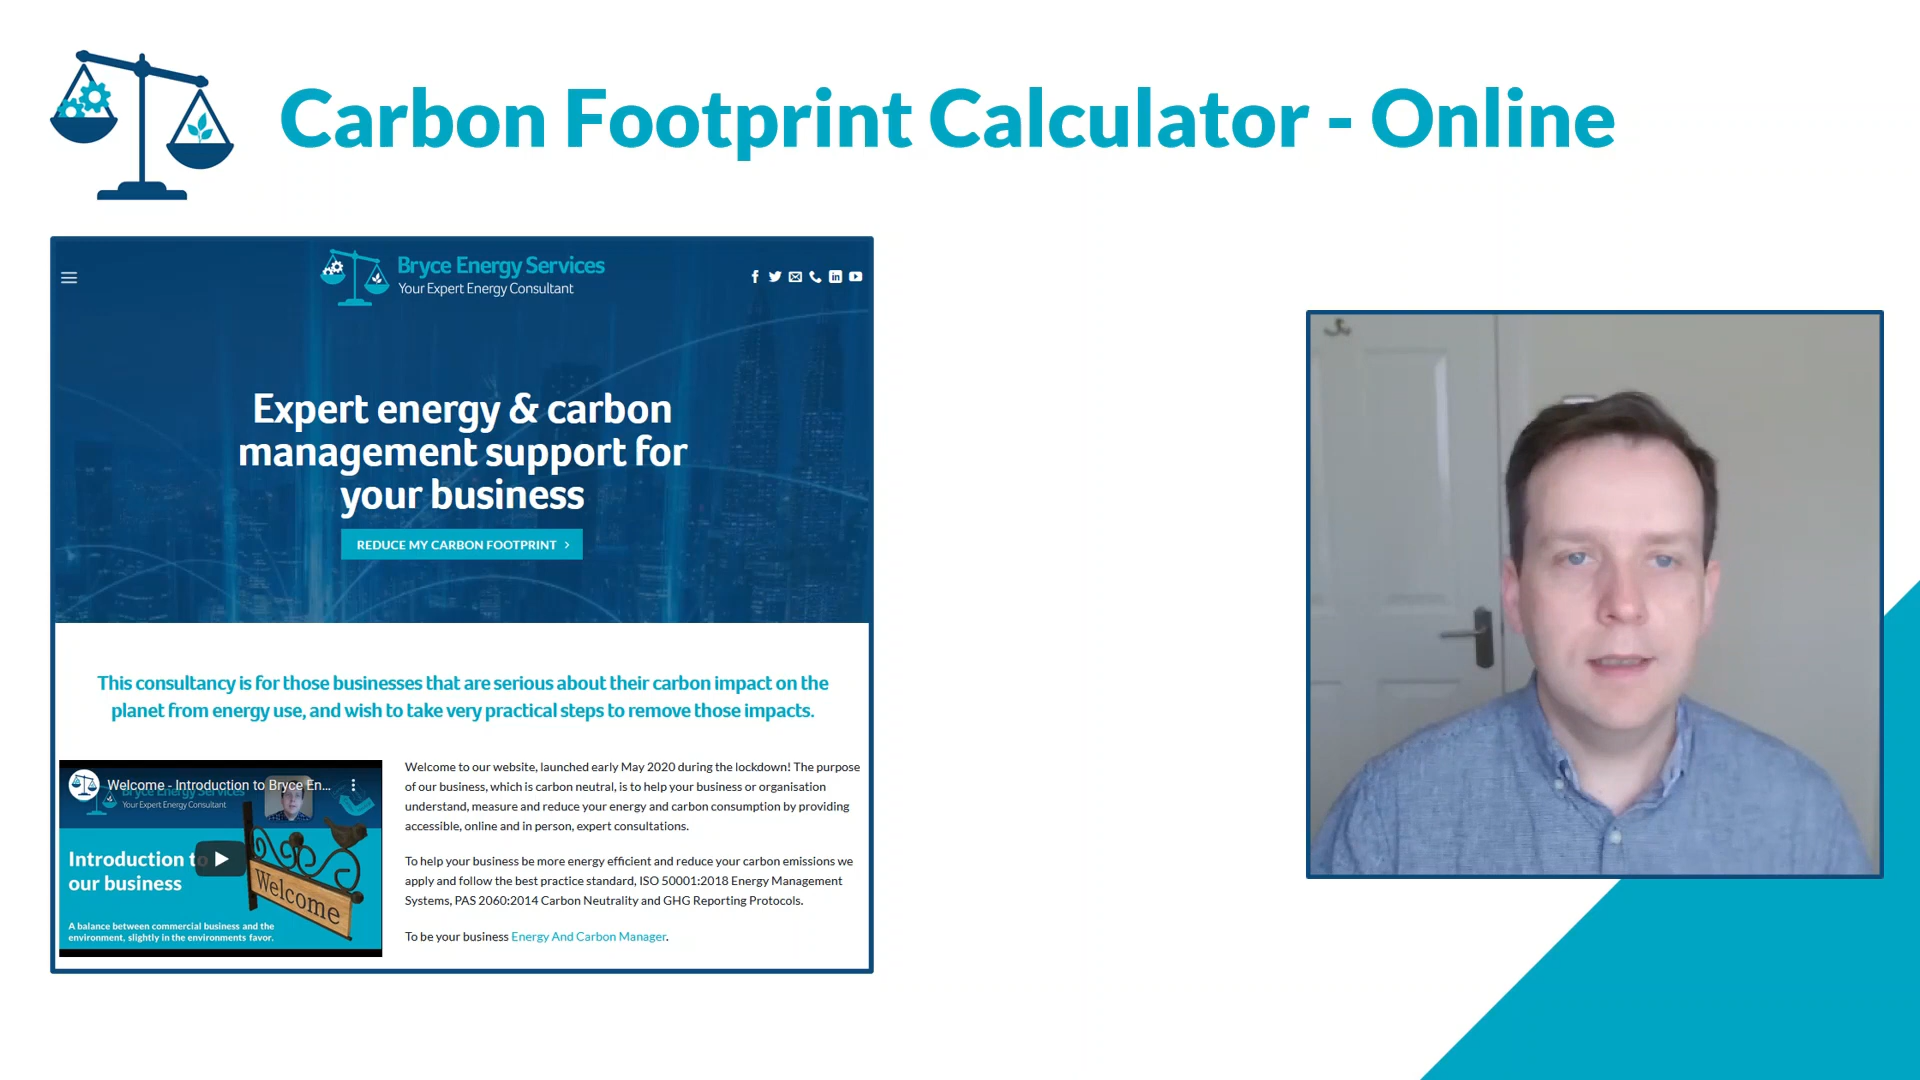 Carbon Footprint Calculator - Online
Bryce Energy Services
Your Expert Energy Consultant
Expert energy & carbon
management support for
your business
REDUCE MY CARBON FOOTPRINT
This consultancy is for those businesses that are serious about their carbon impact on the
planet from energy use, and wish to take very practical steps to remove those impacts.
Welcome - Introduction to Bryce En...
Bryce Energy Services
Your Expert Energy Consultant
Introduction to
our business
Welcome
A balance between commercial business and the
environment, slightly in the environments favor.
Welcome to our website, launched early May 2020 during the lockdown! The purpose
of our business, which is carbon neutral, is to help your business or organisation
understand, measure and reduce your energy and carbon consumption by providing
accessible, online and in person, expert consultations.
To help your business be more energy efficient and reduce your carbon emissions we
apply and follow the best practice standard, ISO 50001:2018 Energy Management
Systems, PAS 2060:2014 Carbon Neutrality and GHG Reporting Protocols.
To be your business Energy And Carbon Manager.